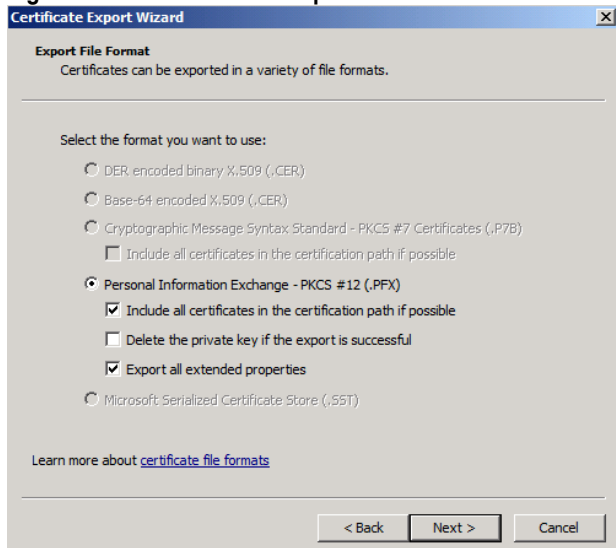 Certificate Export Wizard
Export File Format
Certificates can be exported in a variety of file formats.
Select the format you want to use:
DER encoded binary X.509 (.CER)
Base-64 encoded X.509 (.CER)
Cryptographic Message Syntax Standard - PKCS #7 Certificates (.P7B)
Include all certificates in the certification path if possible
Personal Information Exchange - PKCS #12 (.PFX)
Include all certificates in the certification path if possible
Delete the private key if the export is successful
Export all extended properties
Microsoft Serialized Certificate Store (.SST)
Learn more about certificate file formats
< Back Next > Cancel